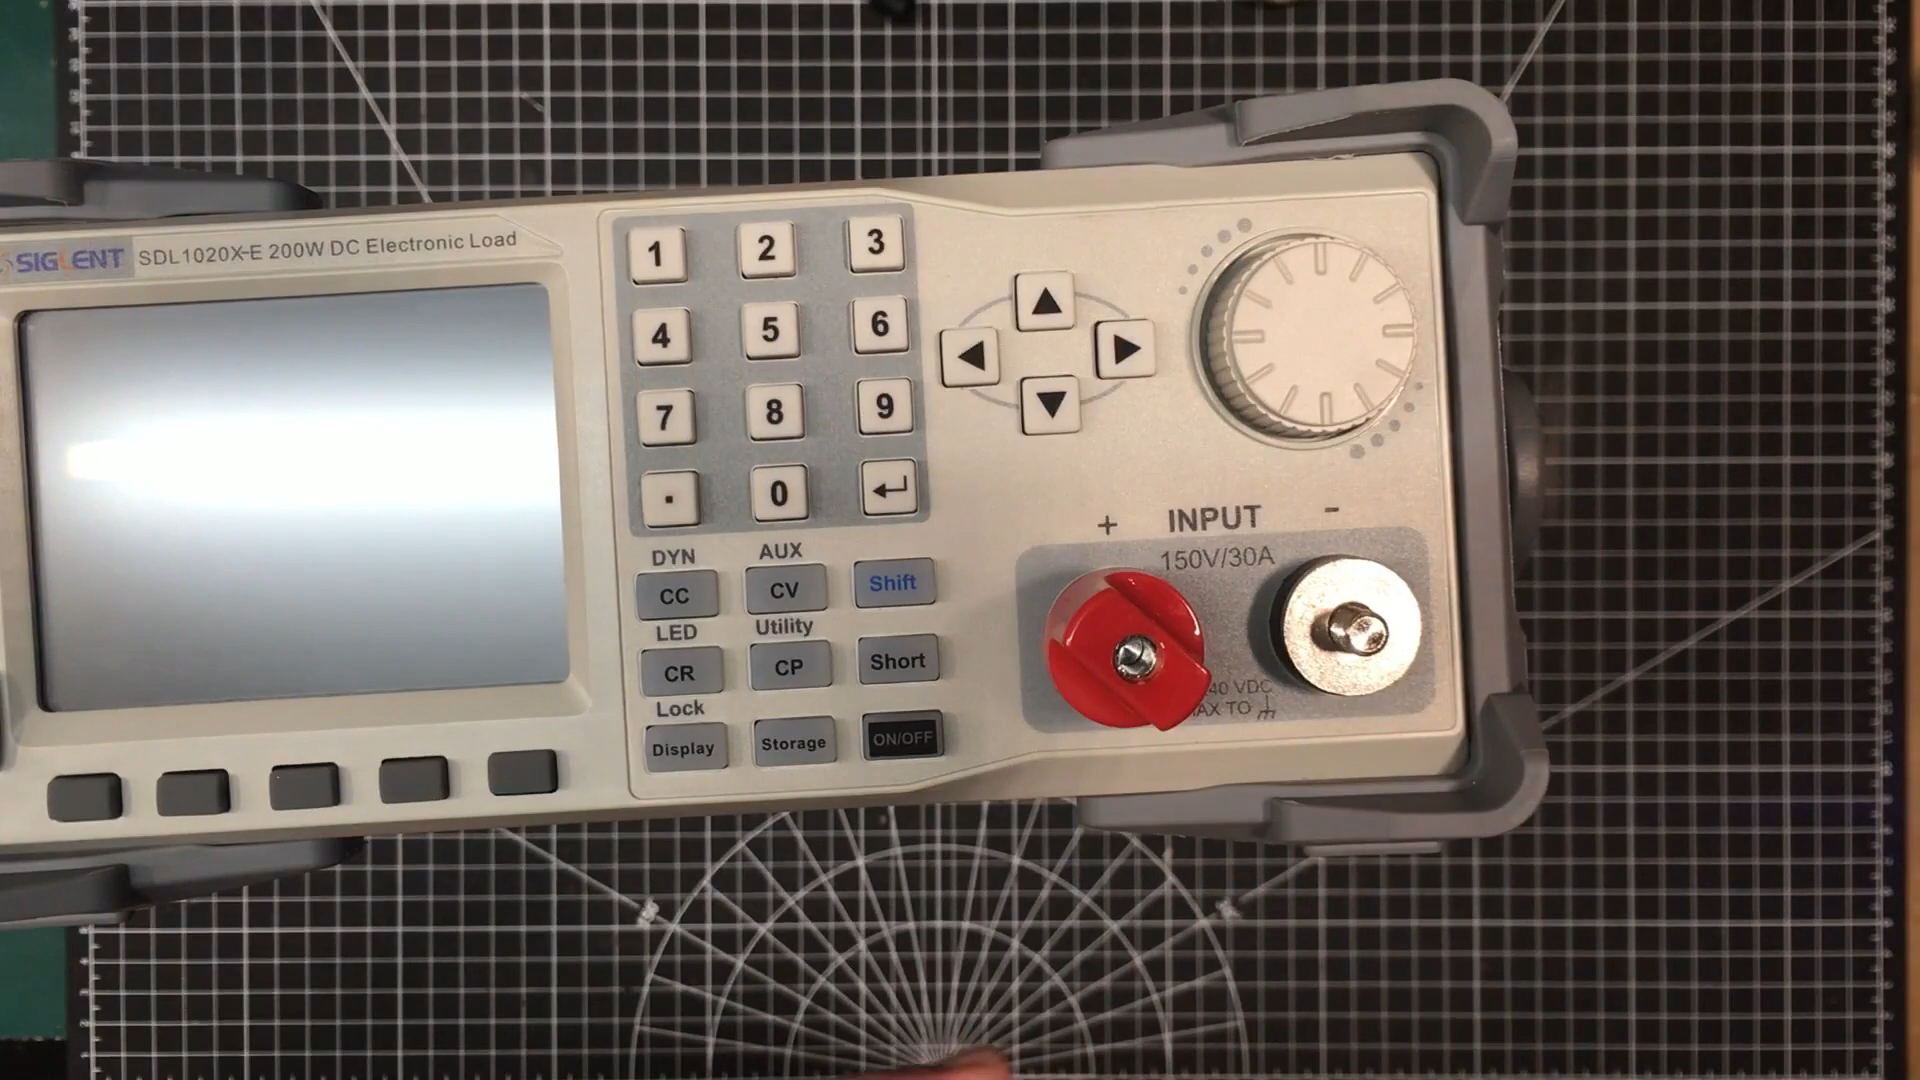 SIGLENT SDL1020X-E 200W DC Electronic Load
1 2 3
4 5 6
7 8 9
. 0
DYN AUX
CC CV Shift
LED Utility
CR CP Short
Lock
Display Storage ON/OFF
+ INPUT -
150V/30A
40 VDC
AX TO